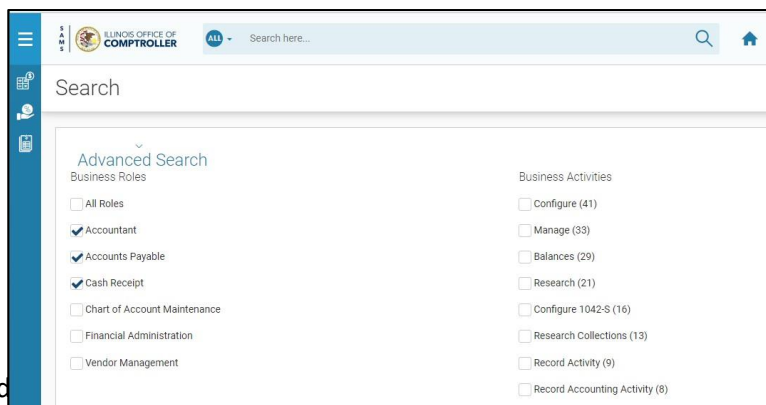 SAMS
ILLINOIS OFFICE OF
COMPTROLLER
ALL
Search here...
Search
Advanced Search
Business Roles
All Roles
Accountant
Accounts Payable
Cash Receipt
Chart of Account Maintenance
Financial Administration
Vendor Management
Business Activities
Configure (41)
Manage (33)
Balances (29)
Research (21)
Configure 1042-S (16)
Research Collections (13)
Record Activity (9)
Record Accounting Activity (8)